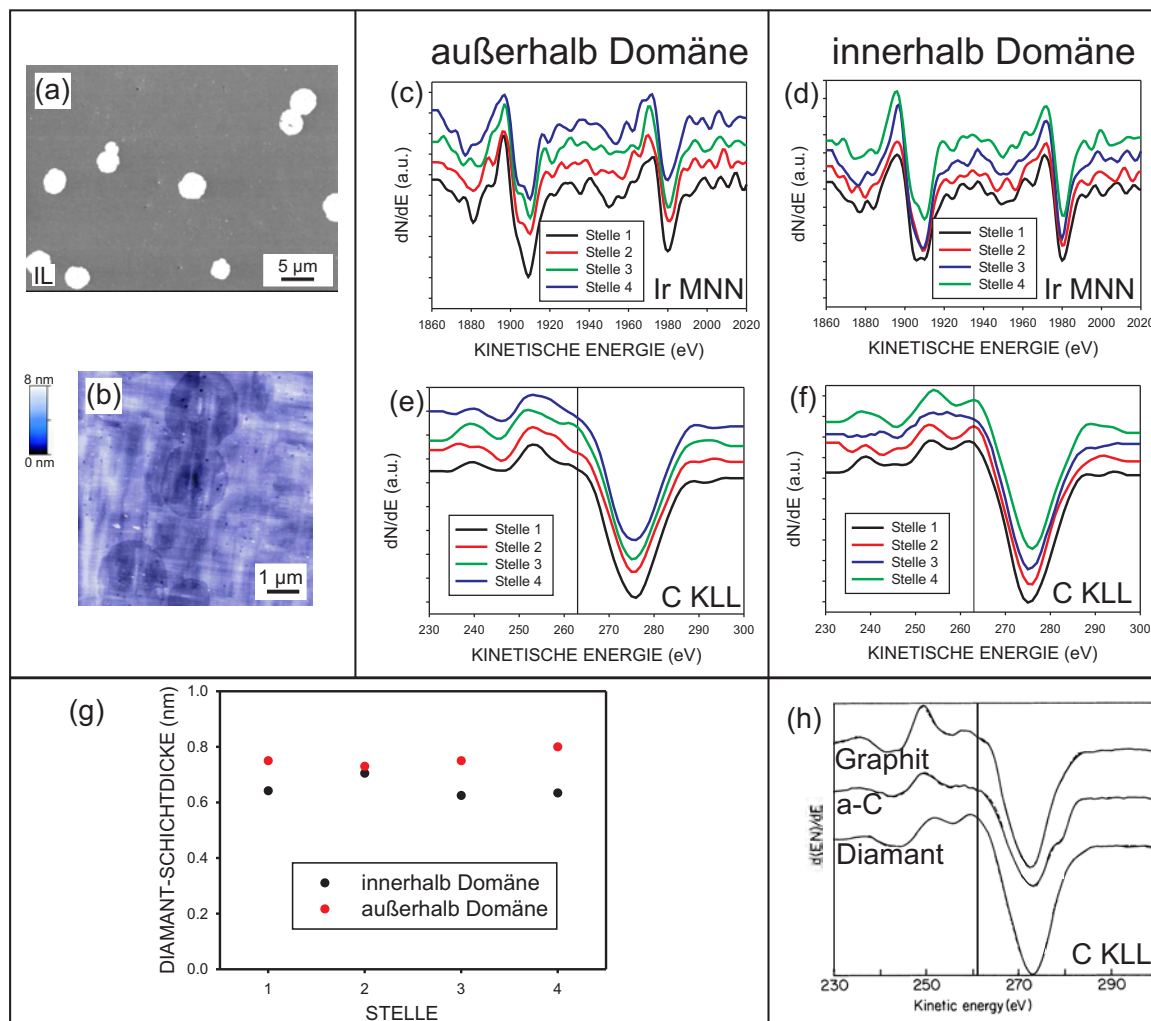 (a)
IL
5 µm
8 nm
0 nm
(b)
1 µm
außerhalb Domäne
(c)
dN/dE (a.u.)
Stelle 1
Stelle 2
Stelle 3
Stelle 4
Ir MNN
1860 1880 1900 1920 1940 1960 1980 2000 2020
KINETISCHE ENERGIE (eV)
innerhalb Domäne
(d)
dN/dE (a.u.)
Stelle 1
Stelle 2
Stelle 3
Stelle 4
Ir MNN
1860 1880 1900 1920 1940 1960 1980 2000 2020
KINETISCHE ENERGIE (eV)
(e)
dN/dE (a.u.)
Stelle 1
Stelle 2
Stelle 3
Stelle 4
C KLL
230 240 250 260 270 280 290 300
KINETISCHE ENERGIE (eV)
(f)
dN/dE (a.u.)
Stelle 1
Stelle 2
Stelle 3
Stelle 4
C KLL
230 240 250 260 270 280 290 300
KINETISCHE ENERGIE (eV)
(g)
DIAMANT-SCHICHTDICKE (nm)
1.0
0.8
0.6
0.4
0.2
0.0
innerhalb Domäne
außerhalb Domäne
1 2 3 4
STELLE
(h)
Graphit
a-C
Diamant
d(EN)/dE
C KLL
230 250 270 290
Kinetic energy (eV)